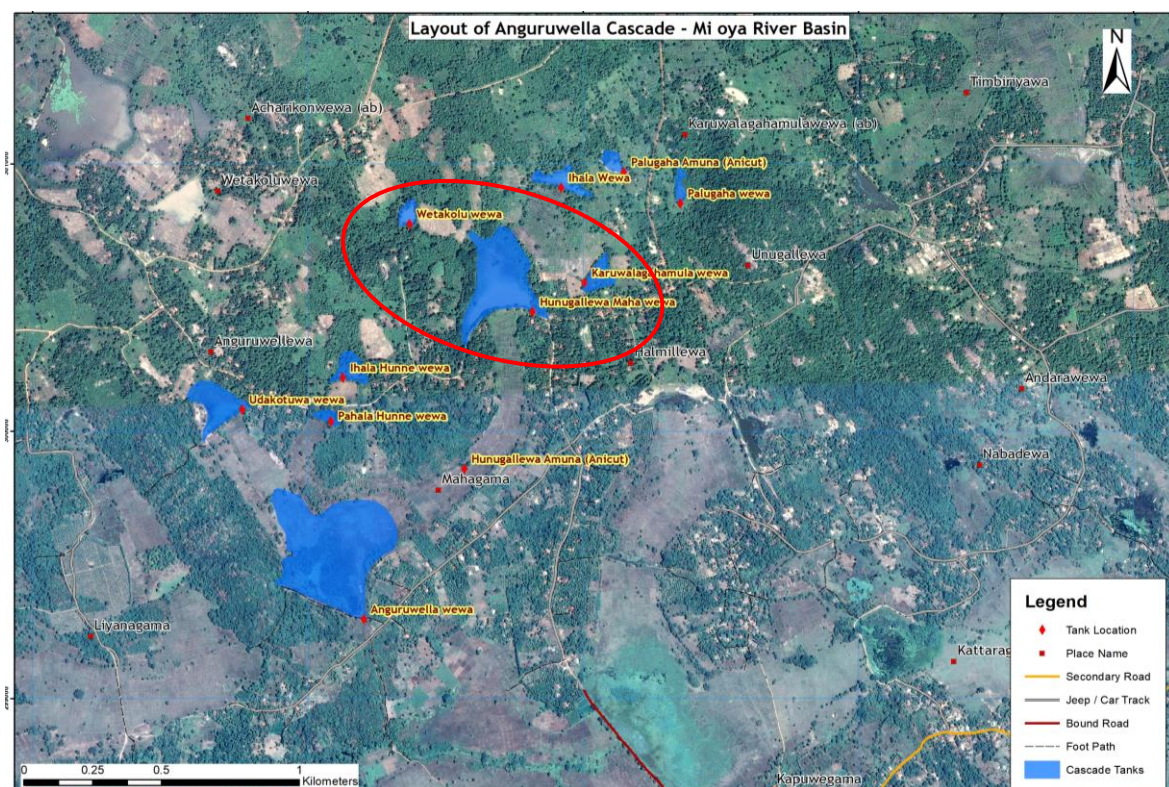 Layout of Anguruwella Cascade - Mi oya River Basin
N
Timbiriyawa
Acharikonwewa (ab)
Karuwalagahamulawewa (ab)
Palugaha Amuna (Anicut)
Ihala Wewa
Wetakoluwewa
Palugaha wewa
Wetakolu wewa
Unugallewa
Karuwalagahamula wewa
Hunugallewa Maha wewa
Anguruwellewa
Halmillewa
Ihala Hunne wewa
Andarawewa
Udakotuwa wewa
Pahala Hunne wewa
Hunugallewa Amuna (Anicut)
Nabadewa
Mahagama
Anguruwella wewa
Liyanagama
Kattarag
Kapuwegama
Legend
Tank Location
Place Name
Secondary Road
Jeep / Car Track
Bound Road
Foot Path
Cascade Tanks
0 0.25 0.5 1
Kilometers